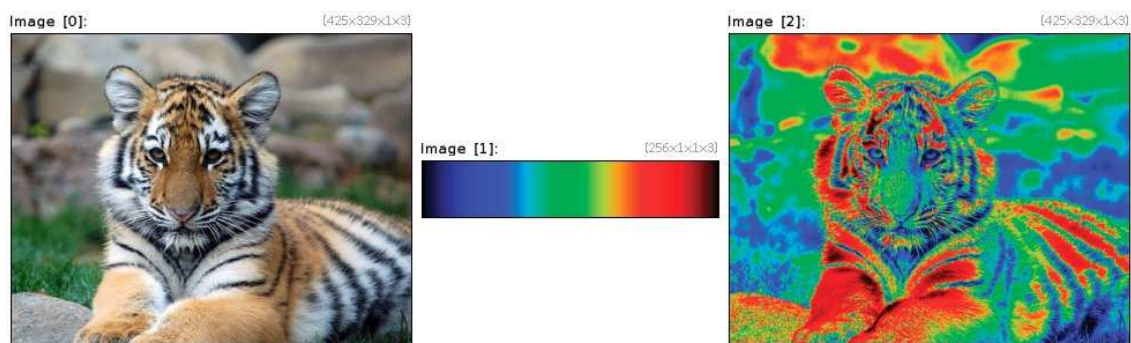 Image [0]: (425x329x1x3)
Image [1]: (256x1x1x3)
Image [2]: (425x329x1x3)